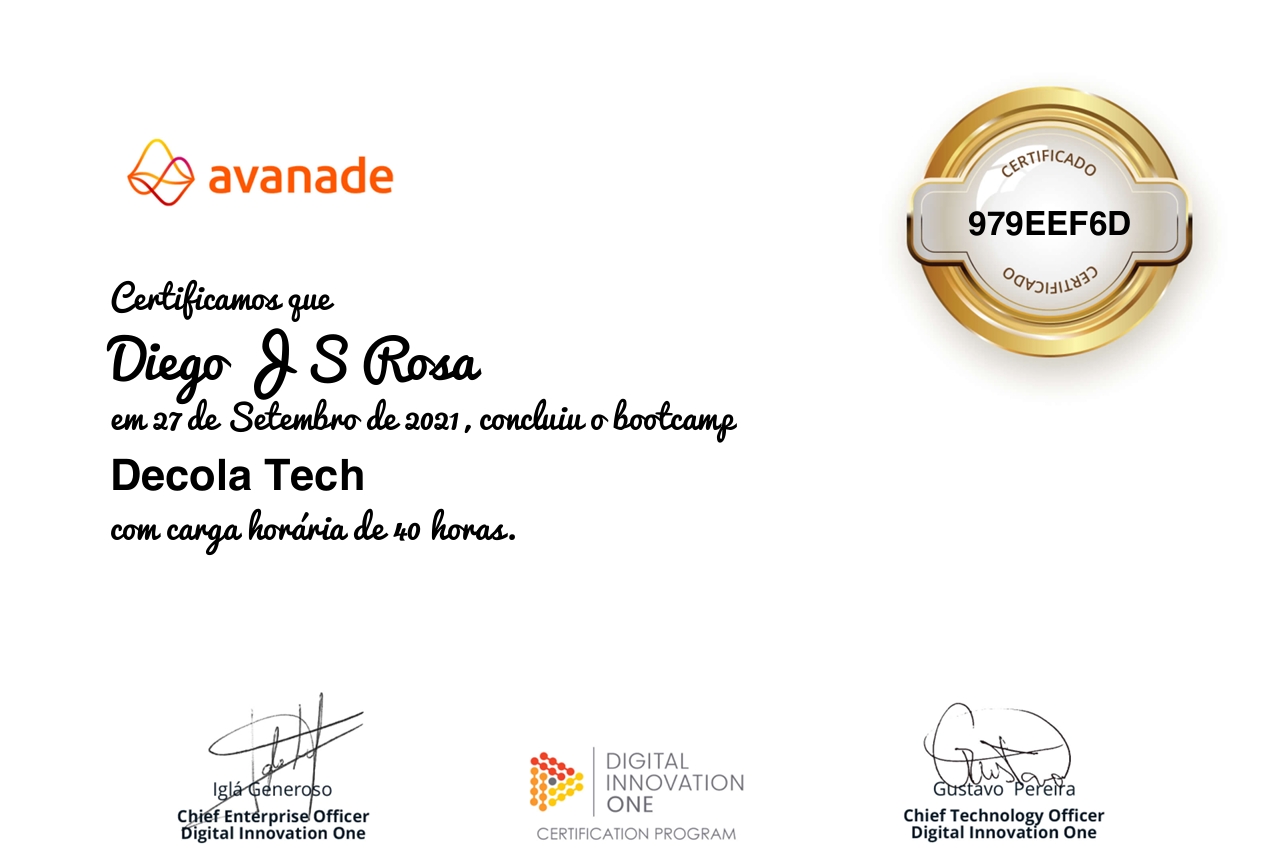 avanade
CERTIFICADO
979EEF6D
CERTIFICADO
Certificamos que
Diego J S Rosa
em 27 de Setembro de 2021, concluiu o bootcamp
Decola Tech
com carga horária de 40 horas.
Iglá Generoso
Chief Enterprise Officer
Digital Innovation One
DIGITAL
INNOVATION
ONE
CERTIFICATION PROGRAM
Gustavo
Gustavo Pereira
Chief Technology Officer
Digital Innovation One